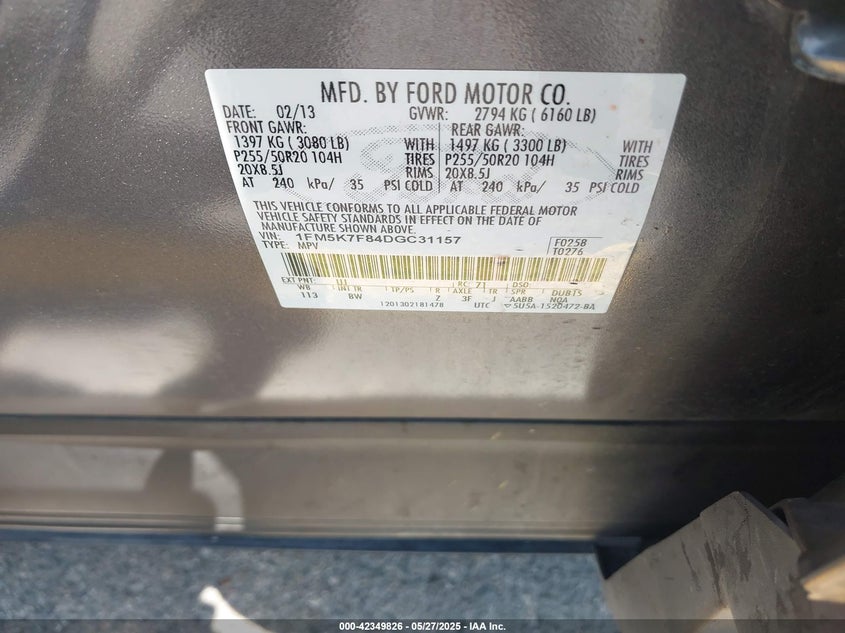 MFD. BY FORD MOTOR CO.
DATE: 02/13 GVWR: 2794 KG ( 6160 LB)
FRONT GAWR: REAR GAWR:
1397 KG ( 3080 LB) WITH 1497 KG ( 3300 LB) WITH
P255/50R20 104H TIRES P255/50R20 104H TIRES
20X8.5J RIMS 20X8.5J RIMS
AT 240 kPa/ 35 PSI COLD AT 240 kPa/ 35 PSI COLD
THIS VEHICLE CONFORMS TO ALL APPLICABLE FEDERAL MOTOR
VEHICLE SAFETY STANDARDS IN EFFECT ON THE DATE OF
MANUFACTURE SHOWN ABOVE.
VIN: 1FM5K7F84DGC31157 F0258
TYPE: MPV T0276
EXT PNT: UJ RC: 71 DSO:
WB INT TR TP/PS R AXLE TR SPR DUBT5
113 BW Z 3F J AABB NQA
1201302181478 UTC 5U5A-1520472-BA
000-42349826 - 05/27/2025 - IAA Inc.